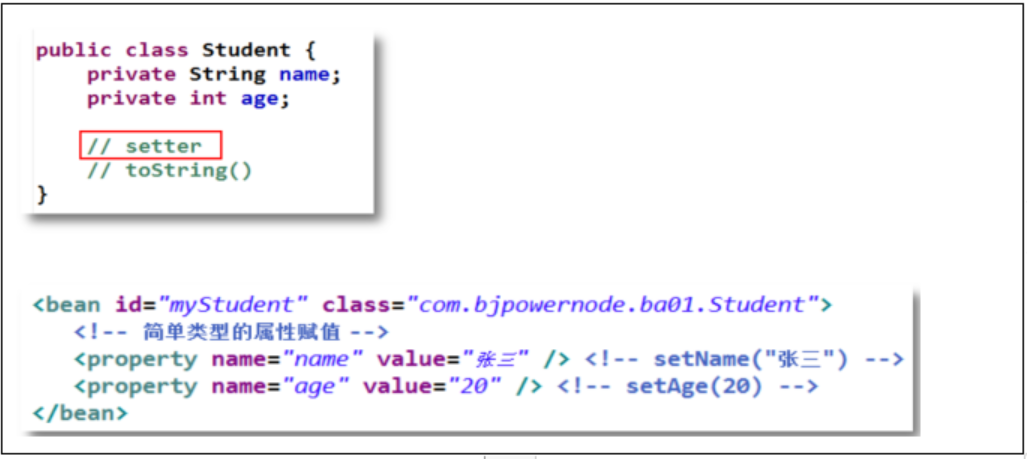 public class Student {
    private String name;
    private int age;
    // setter
    // toString()
}
<bean id="myStudent" class="com.bjpowernode.ba01.Student">
    <!-- 简单类型的属性赋值 -->
    <property name="name" value="张三" /> <!-- setName("张三") -->
    <property name="age" value="20" /> <!-- setAge(20) -->
</bean>